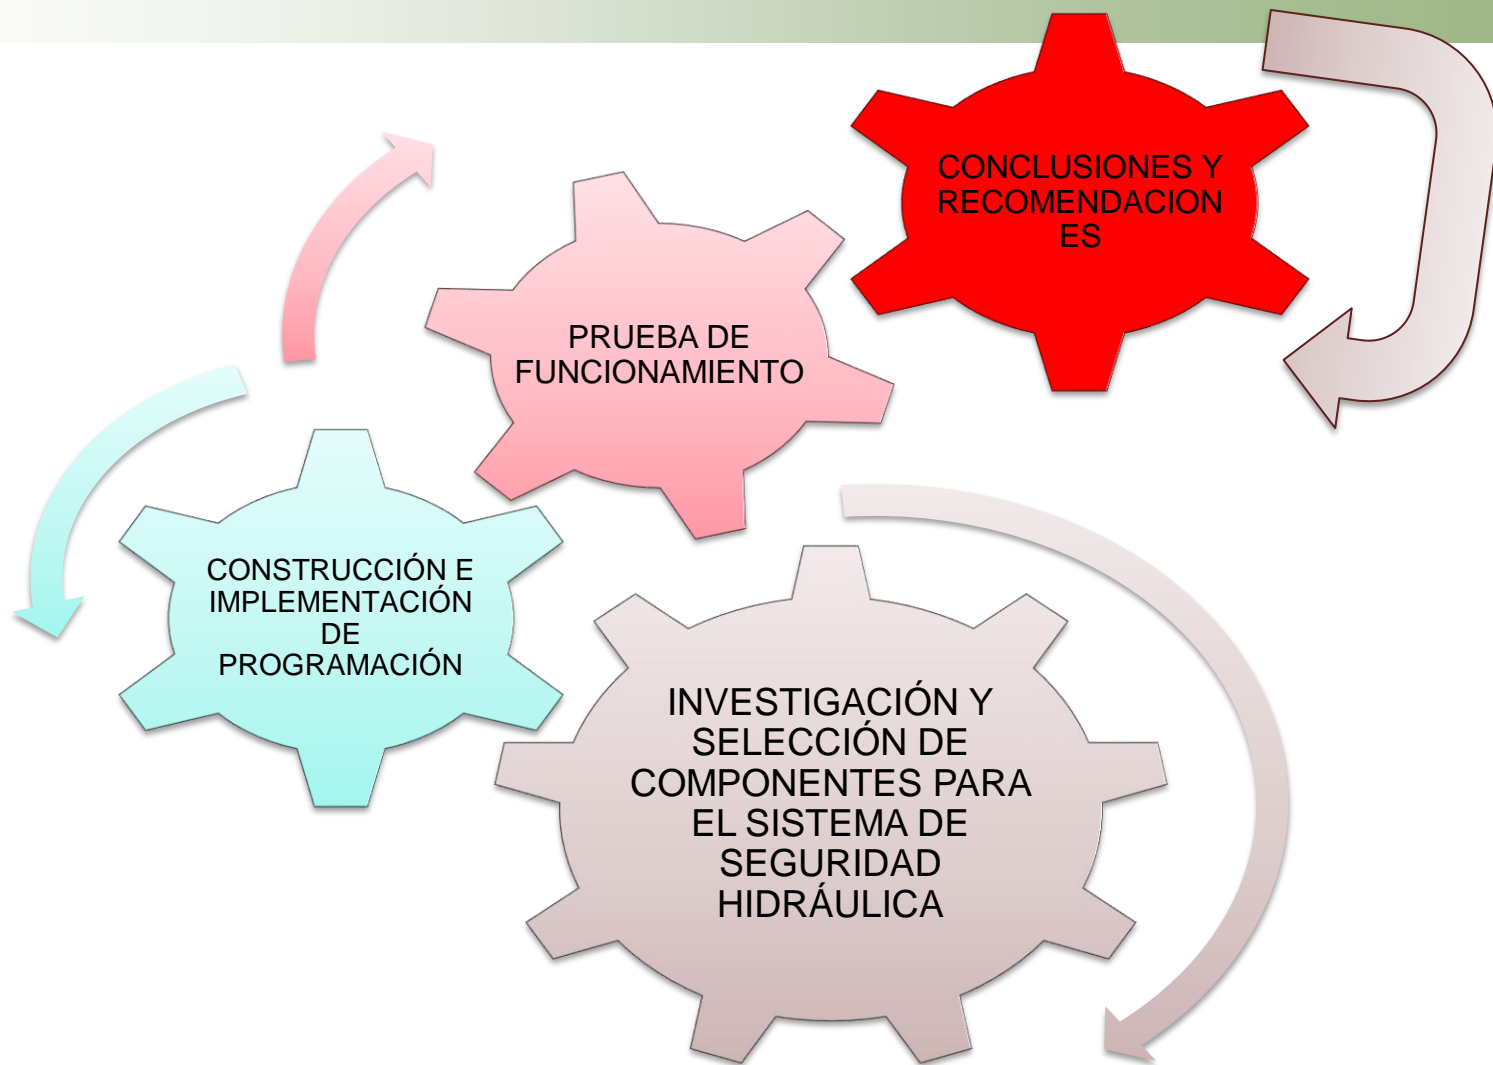 CONCLUSIONES Y
RECOMENDACION
ES
PRUEBA DE
FUNCIONAMIENTO
CONSTRUCCIÓN E
IMPLEMENTACIÓN
DE
PROGRAMACIÓN
INVESTIGACIÓN Y
SELECCIÓN DE
COMPONENTES PARA
EL SISTEMA DE
SEGURIDAD
HIDRÁULICA